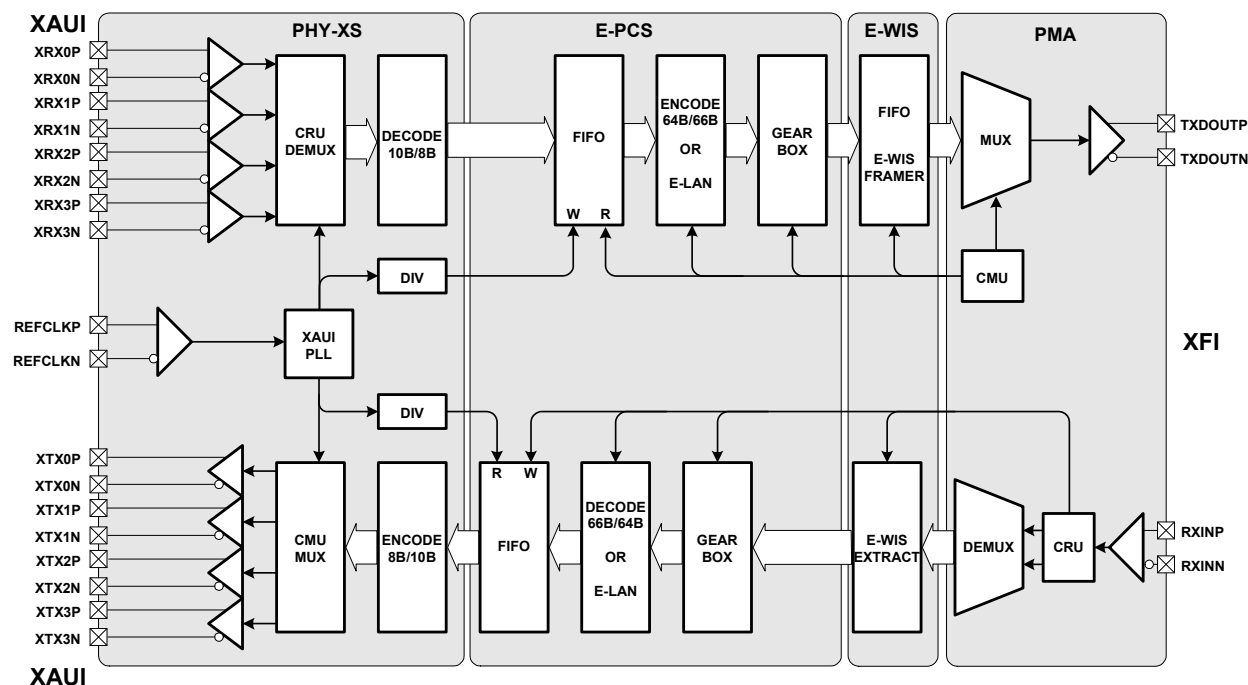 XAUI
PHY-XS
E-PCS
E-WIS
PMA
XRX0P
XRX0N
XRX1P
XRX1N
XRX2P
XRX2N
XRX3P
XRX3N
CRU
DEMUX
DECODE
10B/8B
FIFO
W R
ENCODE
64B/66B
OR
E-LAN
GEAR
BOX
FIFO
E-WIS
FRAMER
MUX
TXDOUTP
TXDOUTN
DIV
CMU
REFCLKP
REFCLKN
XAUI
PLL
XFI
DIV
XTX0P
XTX0N
XTX1P
XTX1N
XTX2P
XTX2N
XTX3P
XTX3N
CMU
MUX
ENCODE
8B/10B
R W
FIFO
DECODE
66B/64B
OR
E-LAN
GEAR
BOX
E-WIS
EXTRACT
DEMUX
CRU
RXINP
RXINN
XAUI